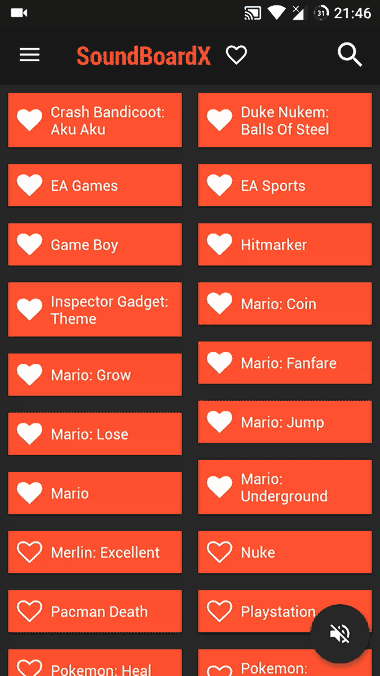 31
21:46
SoundBoardX
Crash Bandicoot:
Aku Aku
Duke Nukem:
Balls Of Steel
EA Games
EA Sports
Game Boy
Hitmarker
Inspector Gadget:
Theme
Mario: Coin
Mario: Grow
Mario: Fanfare
Mario: Lose
Mario: Jump
Mario
Mario:
Underground
Merlin: Excellent
Nuke
Pacman Death
Playstation
Pokemon: Heal
Pokemon: